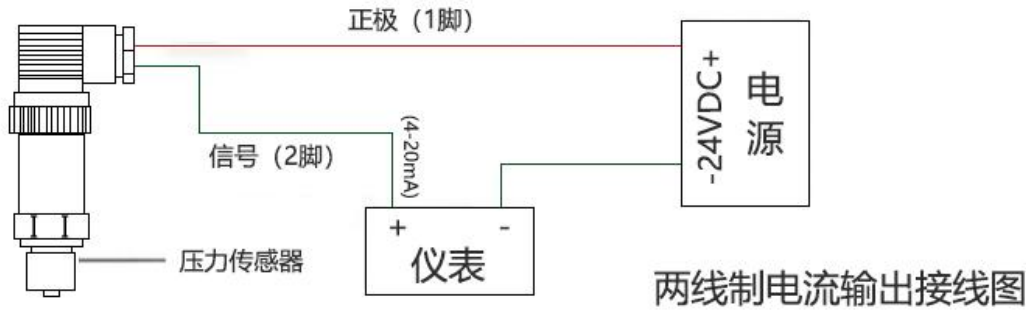 正极（1脚）
-24VDC+
电源
(4-20mA)
信号（2脚）
+ -
仪表
压力传感器
两线制电流输出接线图